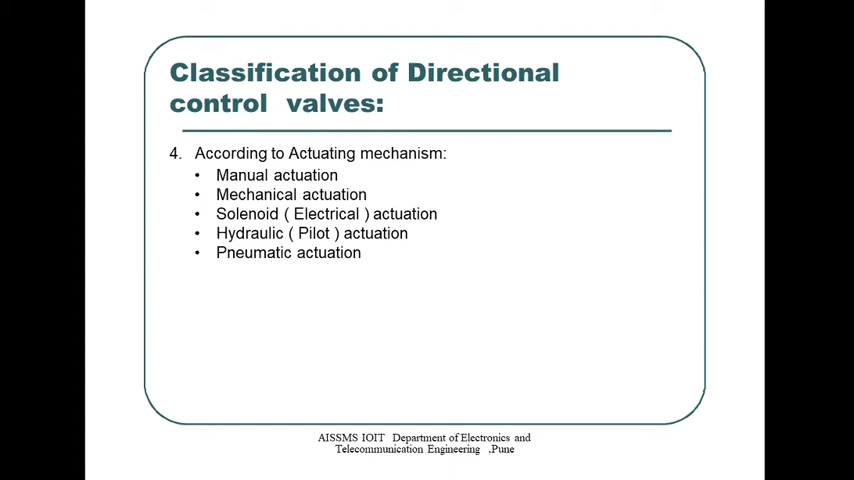 Classification of Directional
control valves:
4. According to Actuating mechanism:
• Manual actuation
• Mechanical actuation
• Solenoid ( Electrical ) actuation
• Hydraulic ( Pilot ) actuation
• Pneumatic actuation
AISSMS IOIT Department of Electronics and
Telecommunication Engineering ,Pune